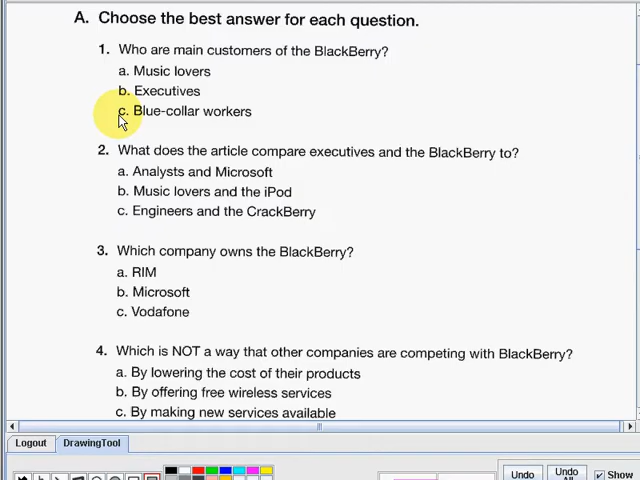 A. Choose the best answer for each question.
1. Who are main customers of the BlackBerry?
a. Music lovers
b. Executives
c. Blue-collar workers
2. What does the article compare executives and the BlackBerry to?
a. Analysts and Microsoft
b. Music lovers and the iPod
c. Engineers and the CrackBerry
3. Which company owns the BlackBerry?
a. RIM
b. Microsoft
c. Vodafone
4. Which is NOT a way that other companies are competing with BlackBerry?
a. By lowering the cost of their products
b. By offering free wireless services
c. By making new services available
Logout DrawingTool
Undo Undo Show